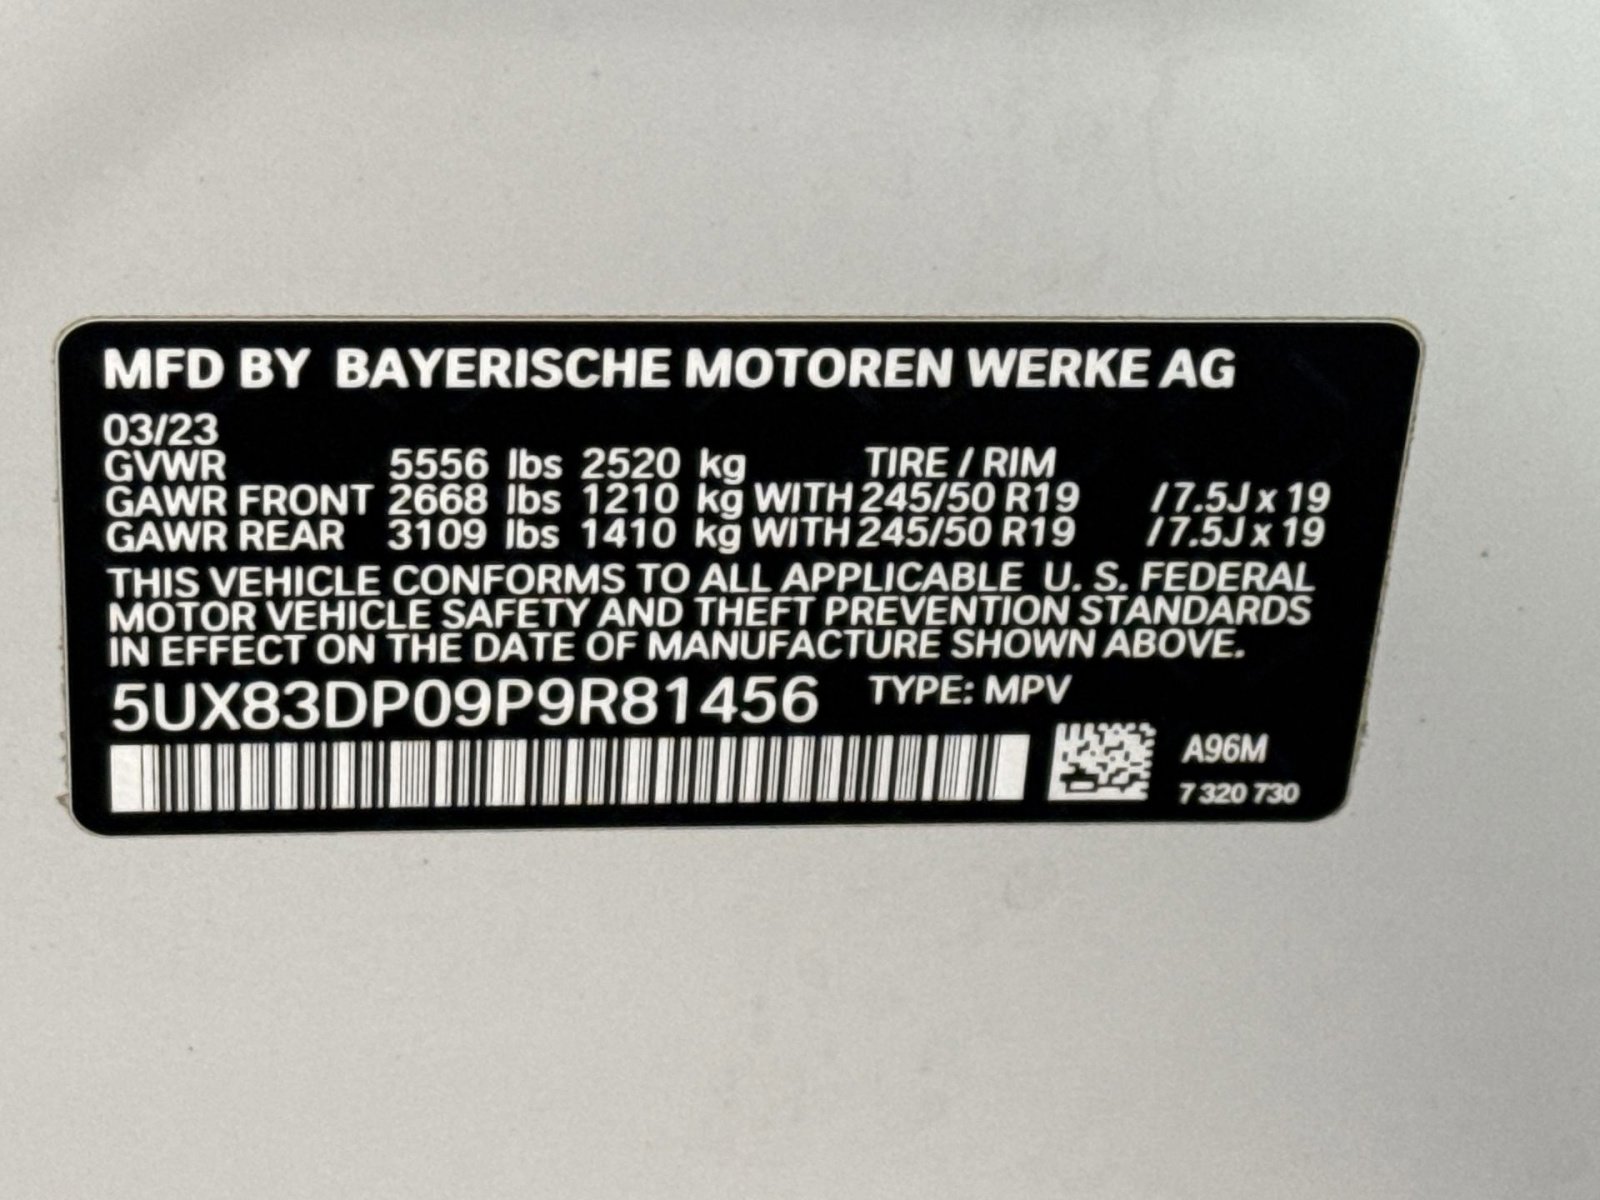 MFD BY BAYERISCHE MOTOREN WERKE AG
03/23
GVWR 5556 lbs 2520 kg TIRE / RIM
GAWR FRONT 2668 lbs 1210 kg WITH 245/50 R19 / 7.5J x 19
GAWR REAR 3109 lbs 1410 kg WITH 245/50 R19 / 7.5J x 19
THIS VEHICLE CONFORMS TO ALL APPLICABLE U. S. FEDERAL
MOTOR VEHICLE SAFETY AND THEFT PREVENTION STANDARDS
IN EFFECT ON THE DATE OF MANUFACTURE SHOWN ABOVE.
5UX83DP09P9R81456 TYPE: MPV
A96M
7 320 730